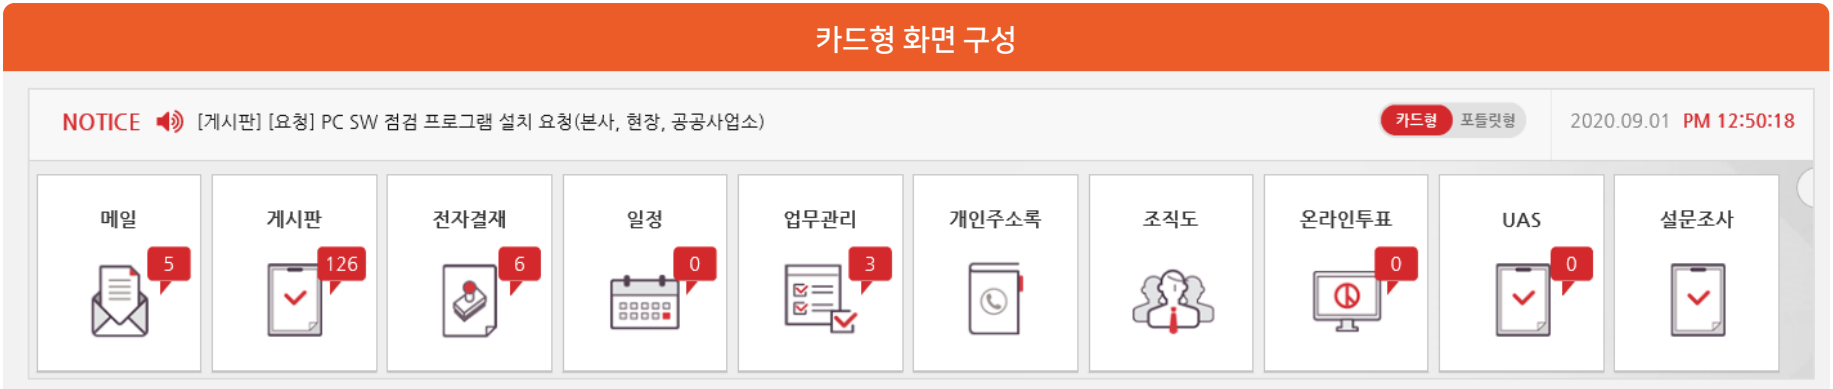 카드형 화면 구성
NOTICE [게시판] [요청] PC SW 점검 프로그램 설치 요청(본사, 현장, 공공사업소) 카드형 포틀릿형 2020.09.01 PM 12:50:18
메일 게시판 전자결재 일정 업무관리 개인주소록 조직도 온라인투표 UAS 설문조사
5 126 6 0 3 0 0